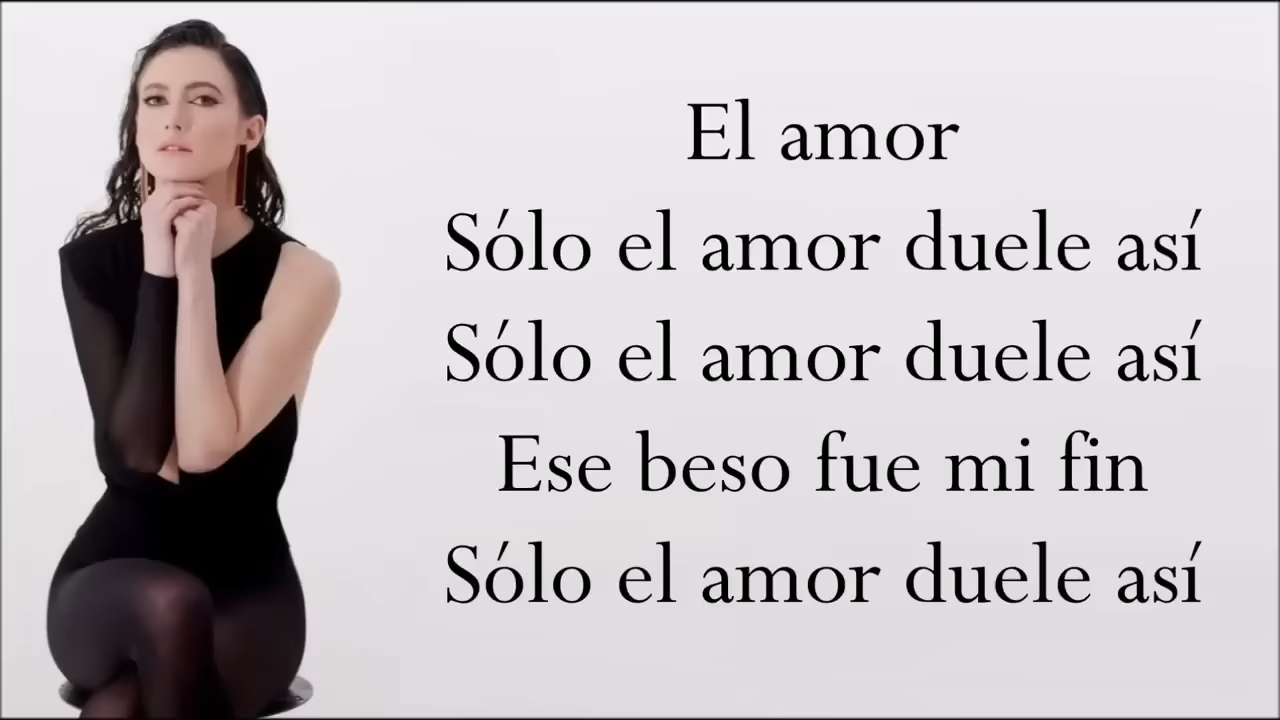 El amor
Sólo el amor duele así
Sólo el amor duele así
Ese beso fue mi fin
Sólo el amor duele así